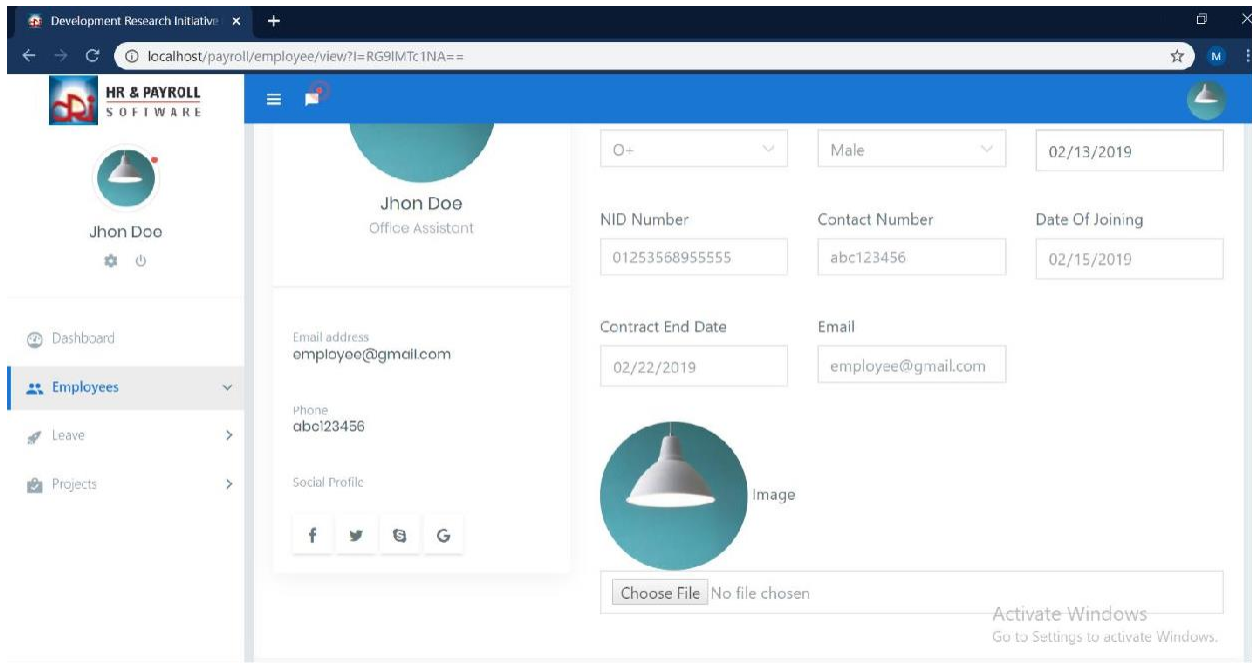 Development Research Initiative
localhost/payroll/employee/view?I=RG9lMTc1NA==
M
HR & PAYROLL
SOFTWARE
Jhon Doe
Dashboard
Employees
Leave
Projects
Jhon Doe
Office Assistant
Email address
employee@gmail.com
Phone
abc123456
Social Profile
O+
Male
02/13/2019
NID Number
Contact Number
Date Of Joining
01253568955555
abc123456
02/15/2019
Contract End Date
Email
02/22/2019
employee@gmail.com
Image
Choose File No file chosen
Activate Windows
Go to Settings to activate Windows.